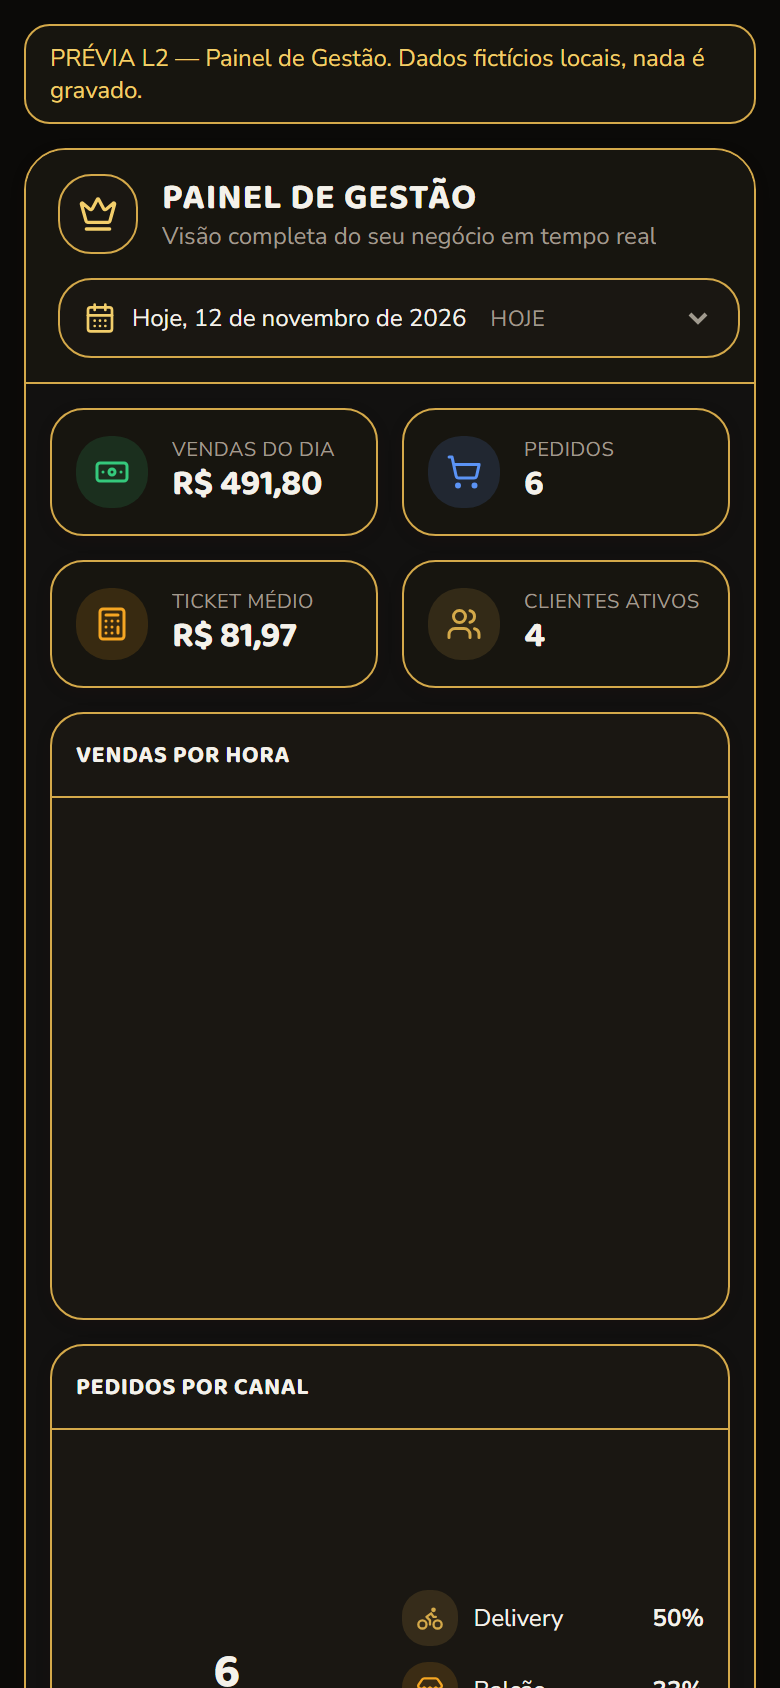 PRÉVIA L2 — Painel de Gestão. Dados fictícios locais, nada é
gravado.
PAINEL DE GESTÃO
Visão completa do seu negócio em tempo real
Hoje, 12 de novembro de 2026 HOJE
VENDAS DO DIA
R$ 491,80
PEDIDOS
6
TICKET MÉDIO
R$ 81,97
CLIENTES ATIVOS
4
VENDAS POR HORA
PEDIDOS POR CANAL
Delivery 50%
6